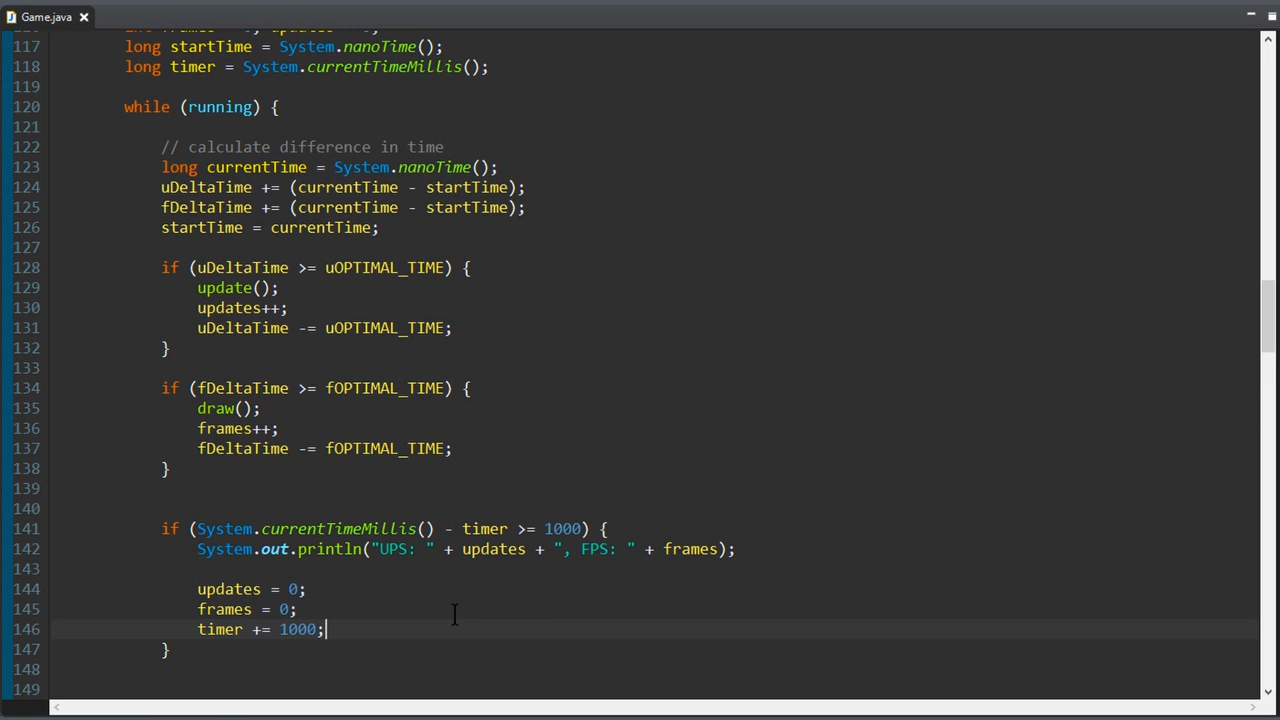 Game.java
117 long startTime = System.nanoTime();
118 long timer = System.currentTimeMillis();
119
120 while (running) {
121
122 // calculate difference in time
123 long currentTime = System.nanoTime();
124 uDeltaTime += (currentTime - startTime);
125 fDeltaTime += (currentTime - startTime);
126 startTime = currentTime;
127
128 if (uDeltaTime >= uOPTIMAL_TIME) {
129 update();
130 updates++;
131 uDeltaTime -= uOPTIMAL_TIME;
132 }
133
134 if (fDeltaTime >= fOPTIMAL_TIME) {
135 draw();
136 frames++;
137 fDeltaTime -= fOPTIMAL_TIME;
138 }
139
140
141 if (System.currentTimeMillis() - timer >= 1000) {
142 System.out.println("UPS: " + updates + ", FPS: " + frames);
143
144 updates = 0;
145 frames = 0;
146 timer += 1000;
147 }
148
149